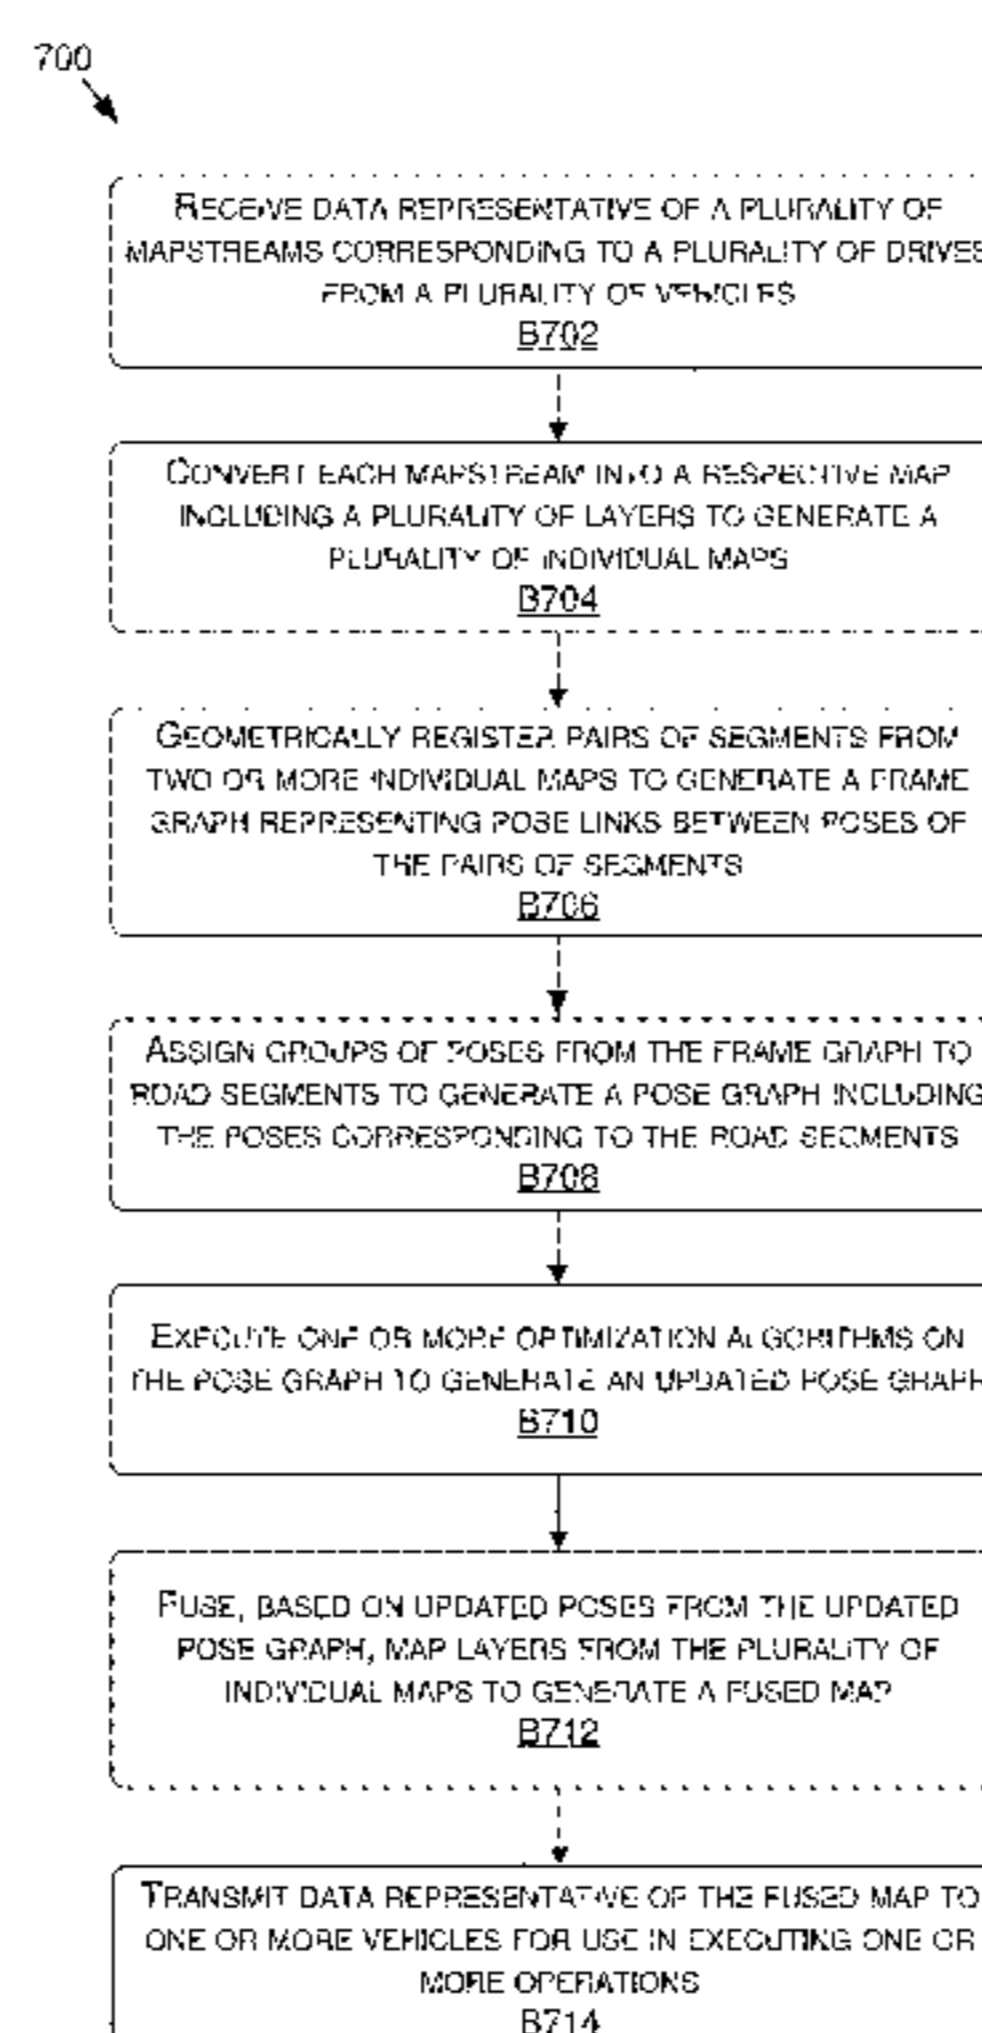 700
RECEIVE DATA REPRESENTATIVE OF A PLURALITY OF
MAPSTREAMS CORRESPONDING TO A PLURALITY OF DRIVES
FROM A PLURALITY OF VEHICLES
B702
CONVERT EACH MAPSTREAM INTO A RESPECTIVE MAP
INCLUDING A PLURALITY OF LAYERS TO GENERATE A
PLURALITY OF INDIVIDUAL MAPS
B704
GEOMETRICALLY REGISTER PAIRS OF SEGMENTS FROM
TWO OR MORE INDIVIDUAL MAPS TO GENERATE A FRAME
GRAPH REPRESENTING POSE LINKS BETWEEN POSES OF
THE PAIRS OF SEGMENTS
B706
ASSIGN GROUPS OF POSES FROM THE FRAME GRAPH TO
ROAD SEGMENTS TO GENERATE A POSE GRAPH INCLUDING
THE POSES CORRESPONDING TO THE ROAD SEGMENTS
B708
EXECUTE ONE OR MORE OPTIMIZATION ALGORITHMS ON
THE POSE GRAPH TO GENERATE AN UPDATED POSE GRAPH
B710
FUSE, BASED ON UPDATED POSES FROM THE UPDATED
POSE GRAPH, MAP LAYERS FROM THE PLURALITY OF
INDIVIDUAL MAPS TO GENERATE A FUSED MAP
B712
TRANSMIT DATA REPRESENTATIVE OF THE FUSED MAP TO
ONE OR MORE VEHICLES FOR USE IN EXECUTING ONE OR
MORE OPERATIONS
B714